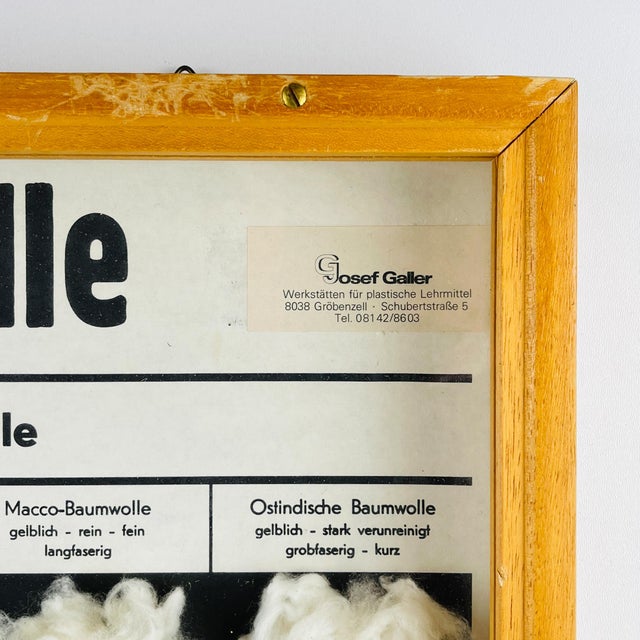 lle
GJosef Galler
Werkstätten für plastische Lehrmittel
8038 Gröbenzell · Schubertstraße 5
Tel. 08142/8603
le
Macco-Baumwolle
gelblich - rein - fein
langfaserig
Ostindische Baumwolle
gelblich - stark verunreinigt
grobfaserig - kurz